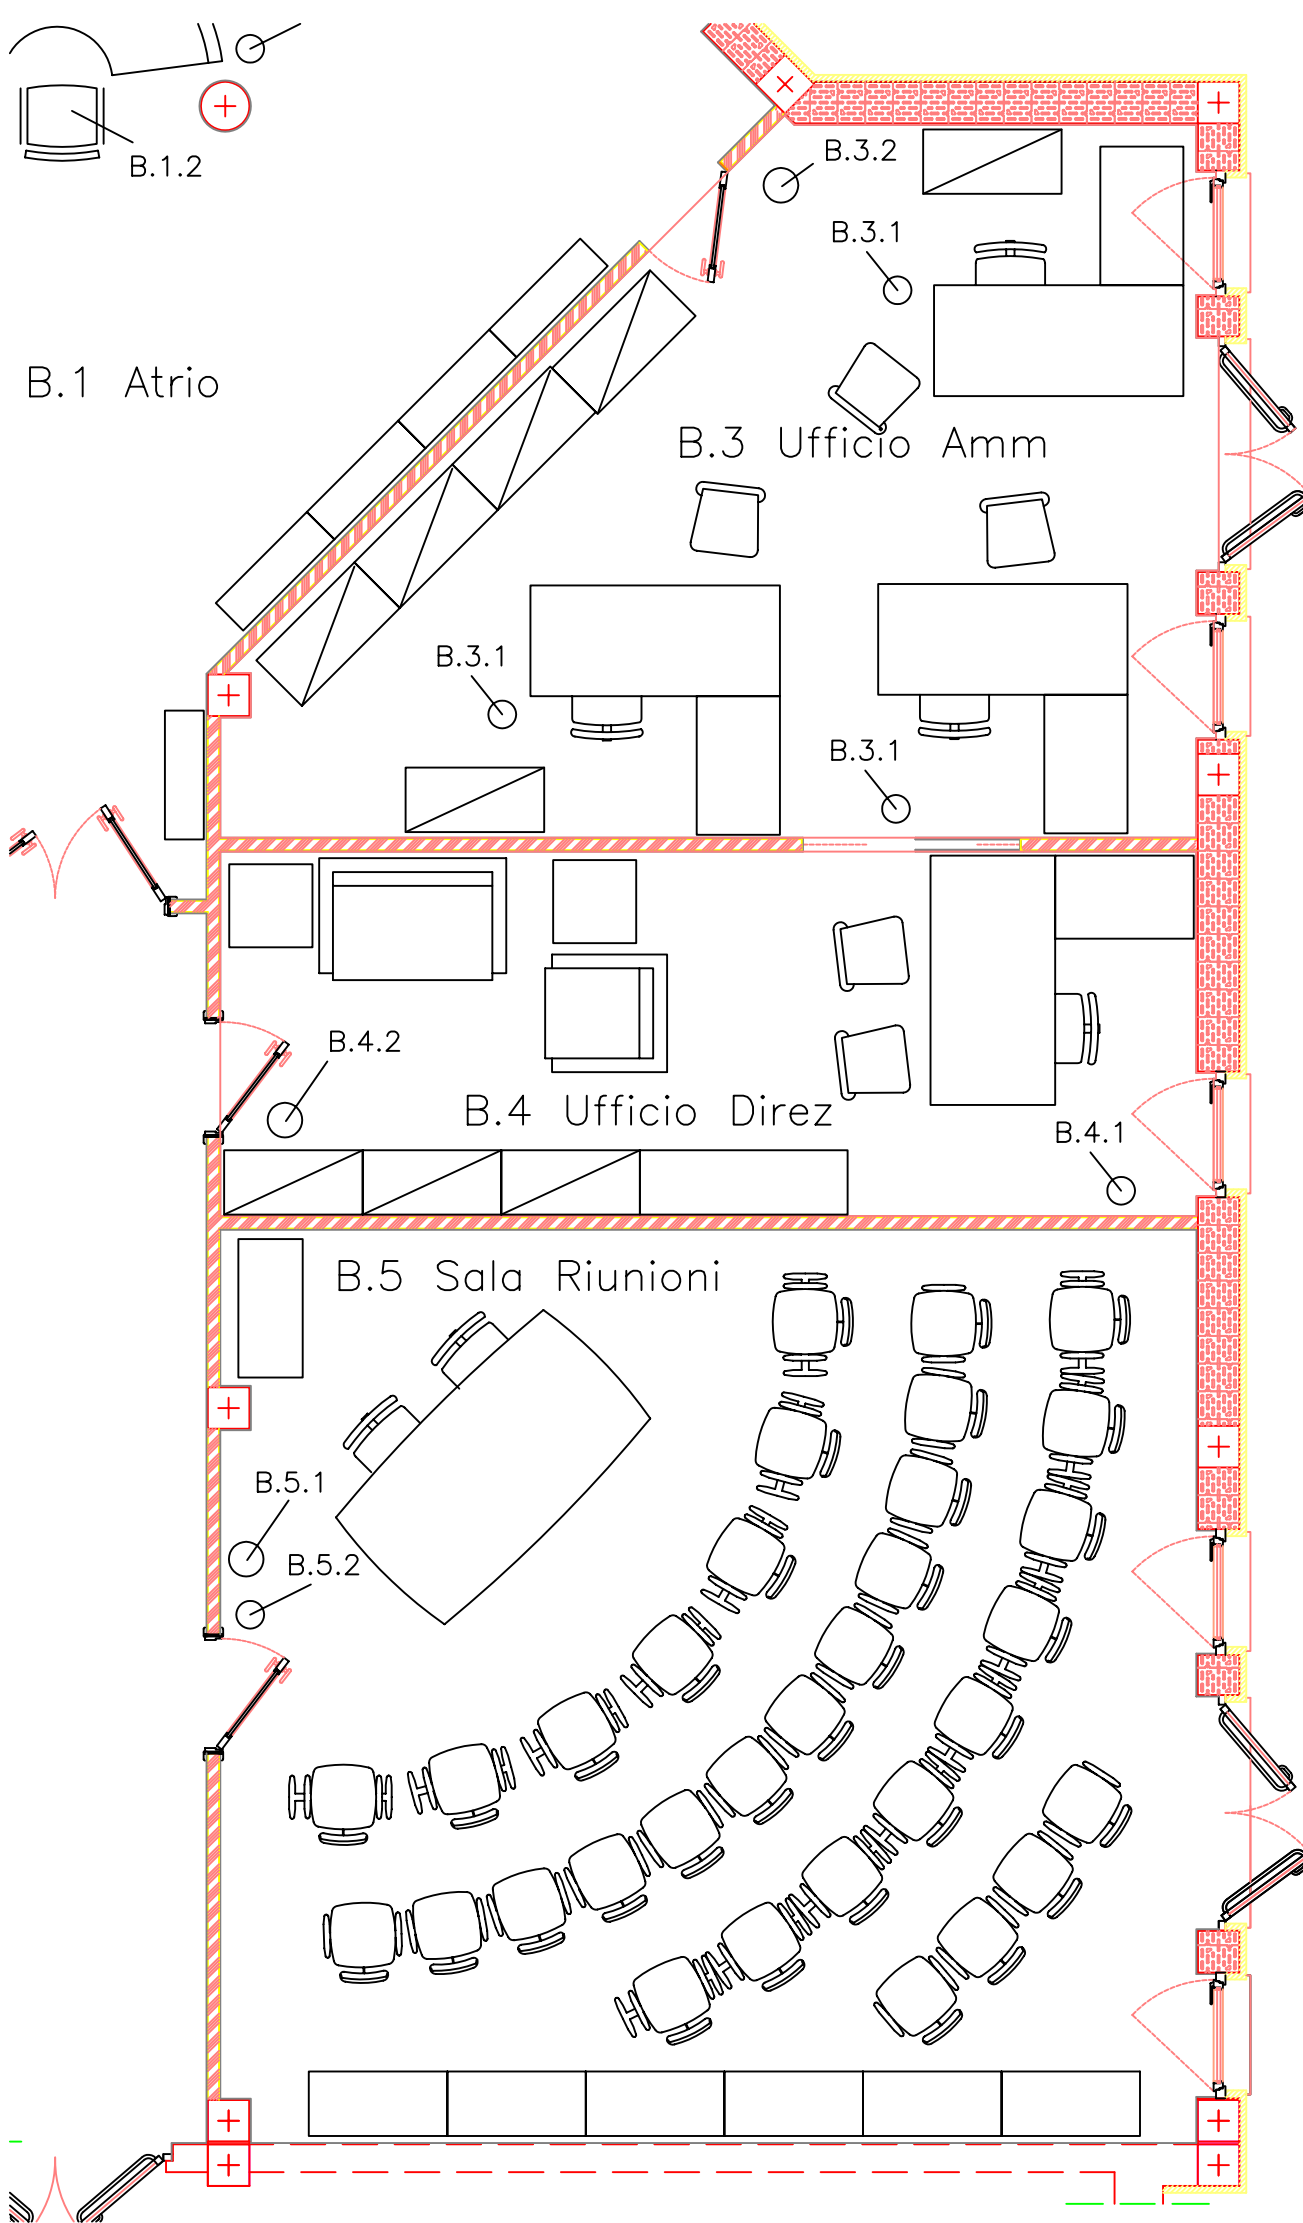 B.1.2
B.3.2
B.3.1
B.1 Atrio
B.3 Ufficio Amm
B.3.1
B.3.1
B.4.2
B.4 Ufficio Direz
B.4.1
B.5 Sala Riunioni
B.5.1
B.5.2